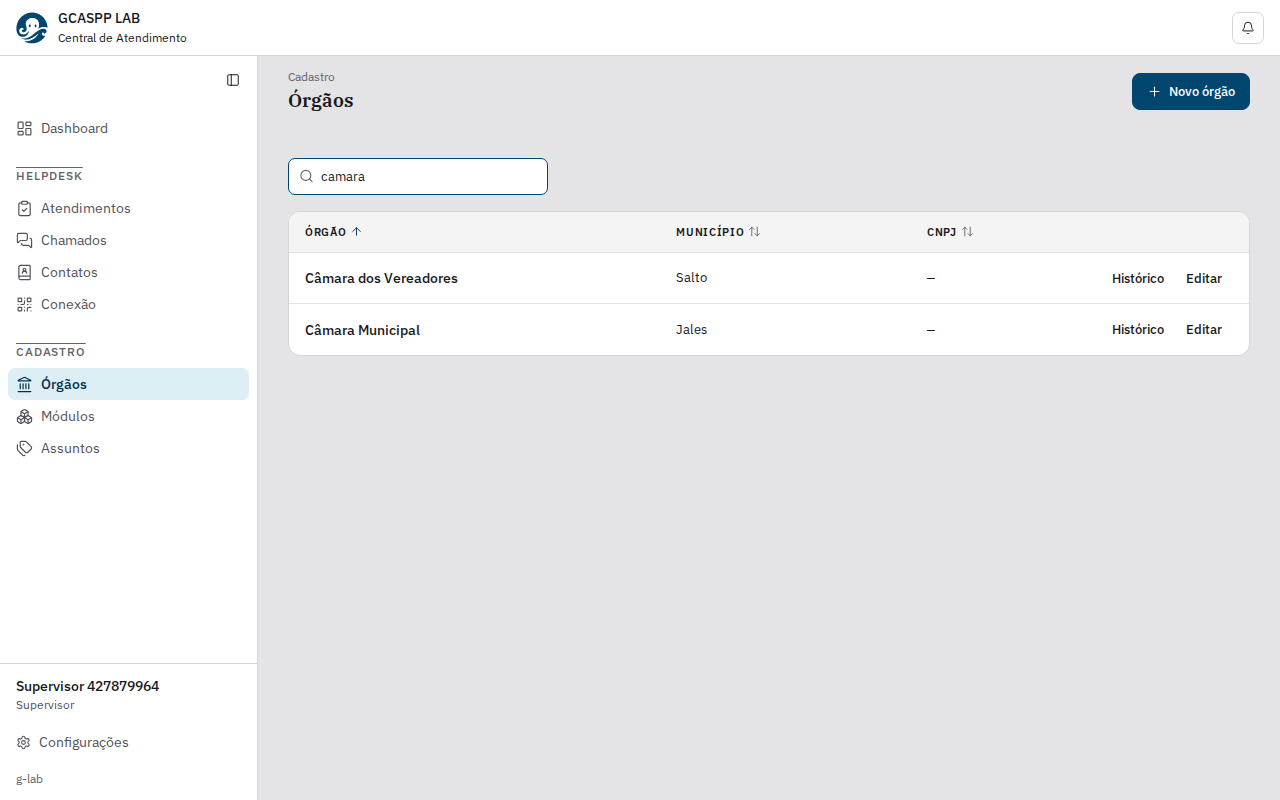 GCASPP LAB
Central de Atendimento
Dashboard
HELPDESK
Atendimentos
Chamados
Contatos
Conexão
CADASTRO
Órgãos
Módulos
Assuntos
Supervisor 427879964
Supervisor
Configurações
g-lab
Cadastro
Órgãos
Novo órgão
camara
ÓRGÃO MUNICÍPIO CNPJ
Câmara dos Vereadores Salto — Histórico Editar
Câmara Municipal Jales — Histórico Editar